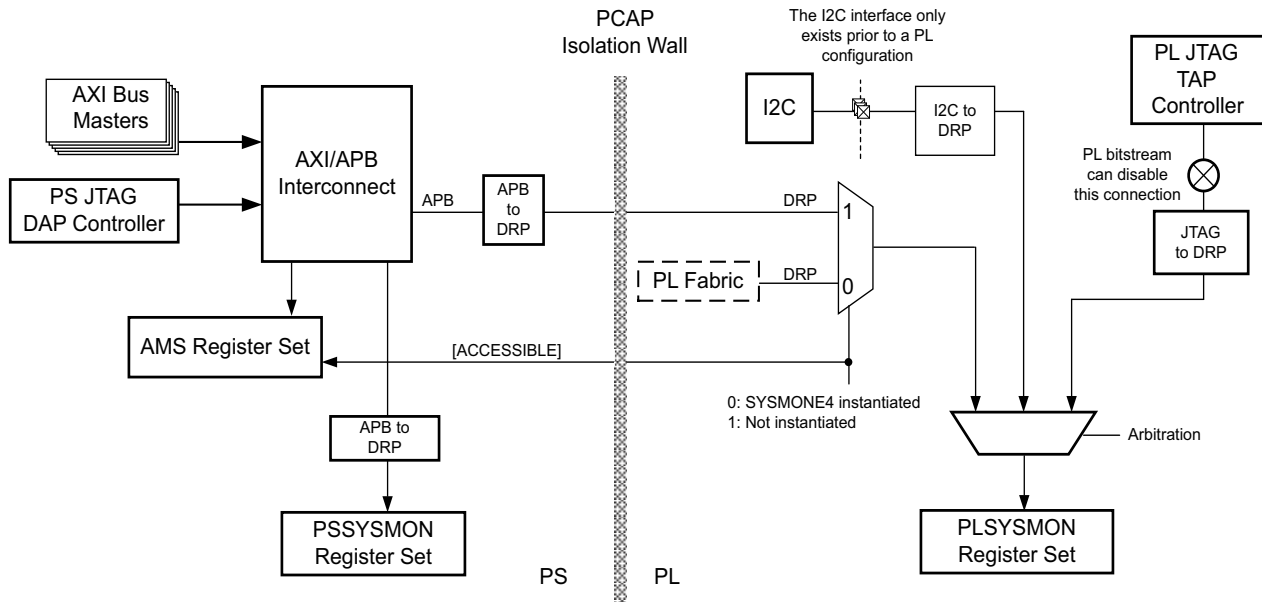 PCAP
Isolation Wall
The I2C interface only
exists prior to a PL
configuration
PL JTAG
TAP
Controller
AXI Bus
Masters
I2C
I2C to
DRP
AXI/APB
Interconnect
PL bitstream
can disable
this connection
PS JTAG
DAP Controller
APB
APB
to
DRP
DRP
1
JTAG
to DRP
PL Fabric
DRP
0
AMS Register Set
[ACCESSIBLE]
0: SYSMONE4 instantiated
1: Not instantiated
APB to
DRP
Arbitration
PSSYSMON
Register Set
PLSYSMON
Register Set
PS
PL